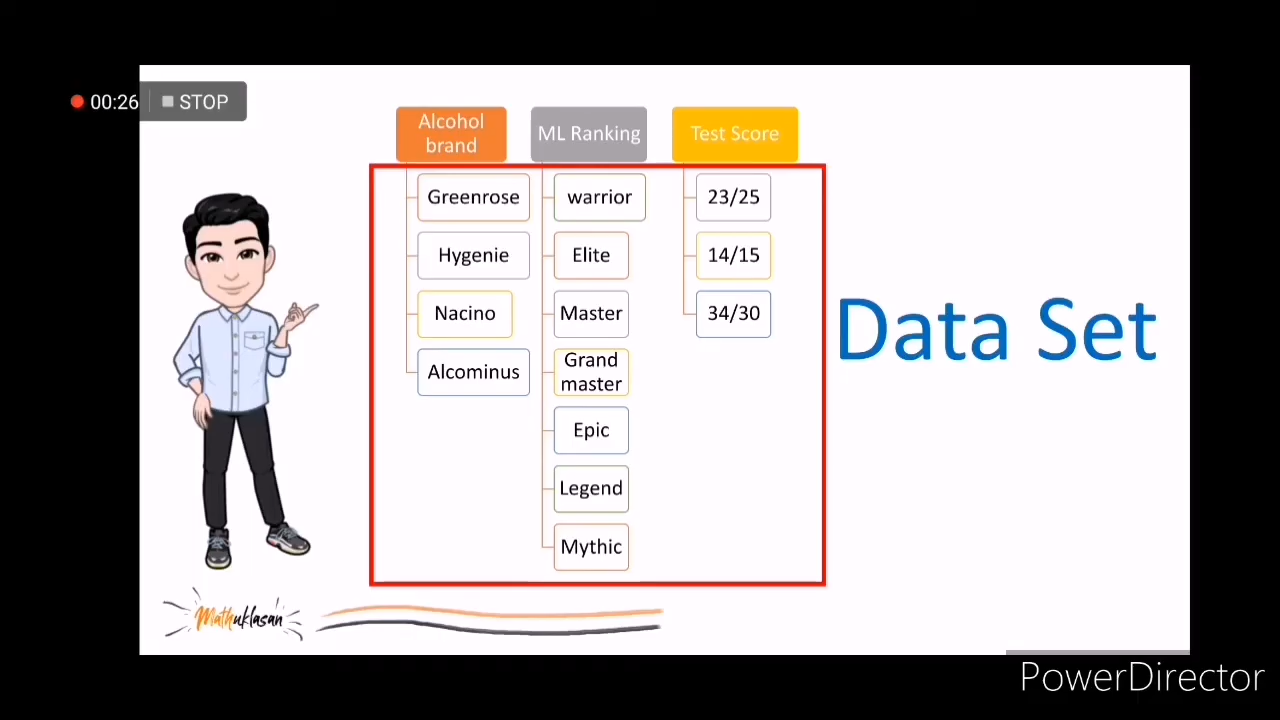 00:26 STOP
Alcohol
brand
ML Ranking
Test Score
Greenrose
warrior
23/25
Hygenie
Elite
14/15
Nacino
Master
34/30
Alcominus
Grand
master
Epic
Legend
Mythic
Data Set
Mathuklasan
PowerDirector